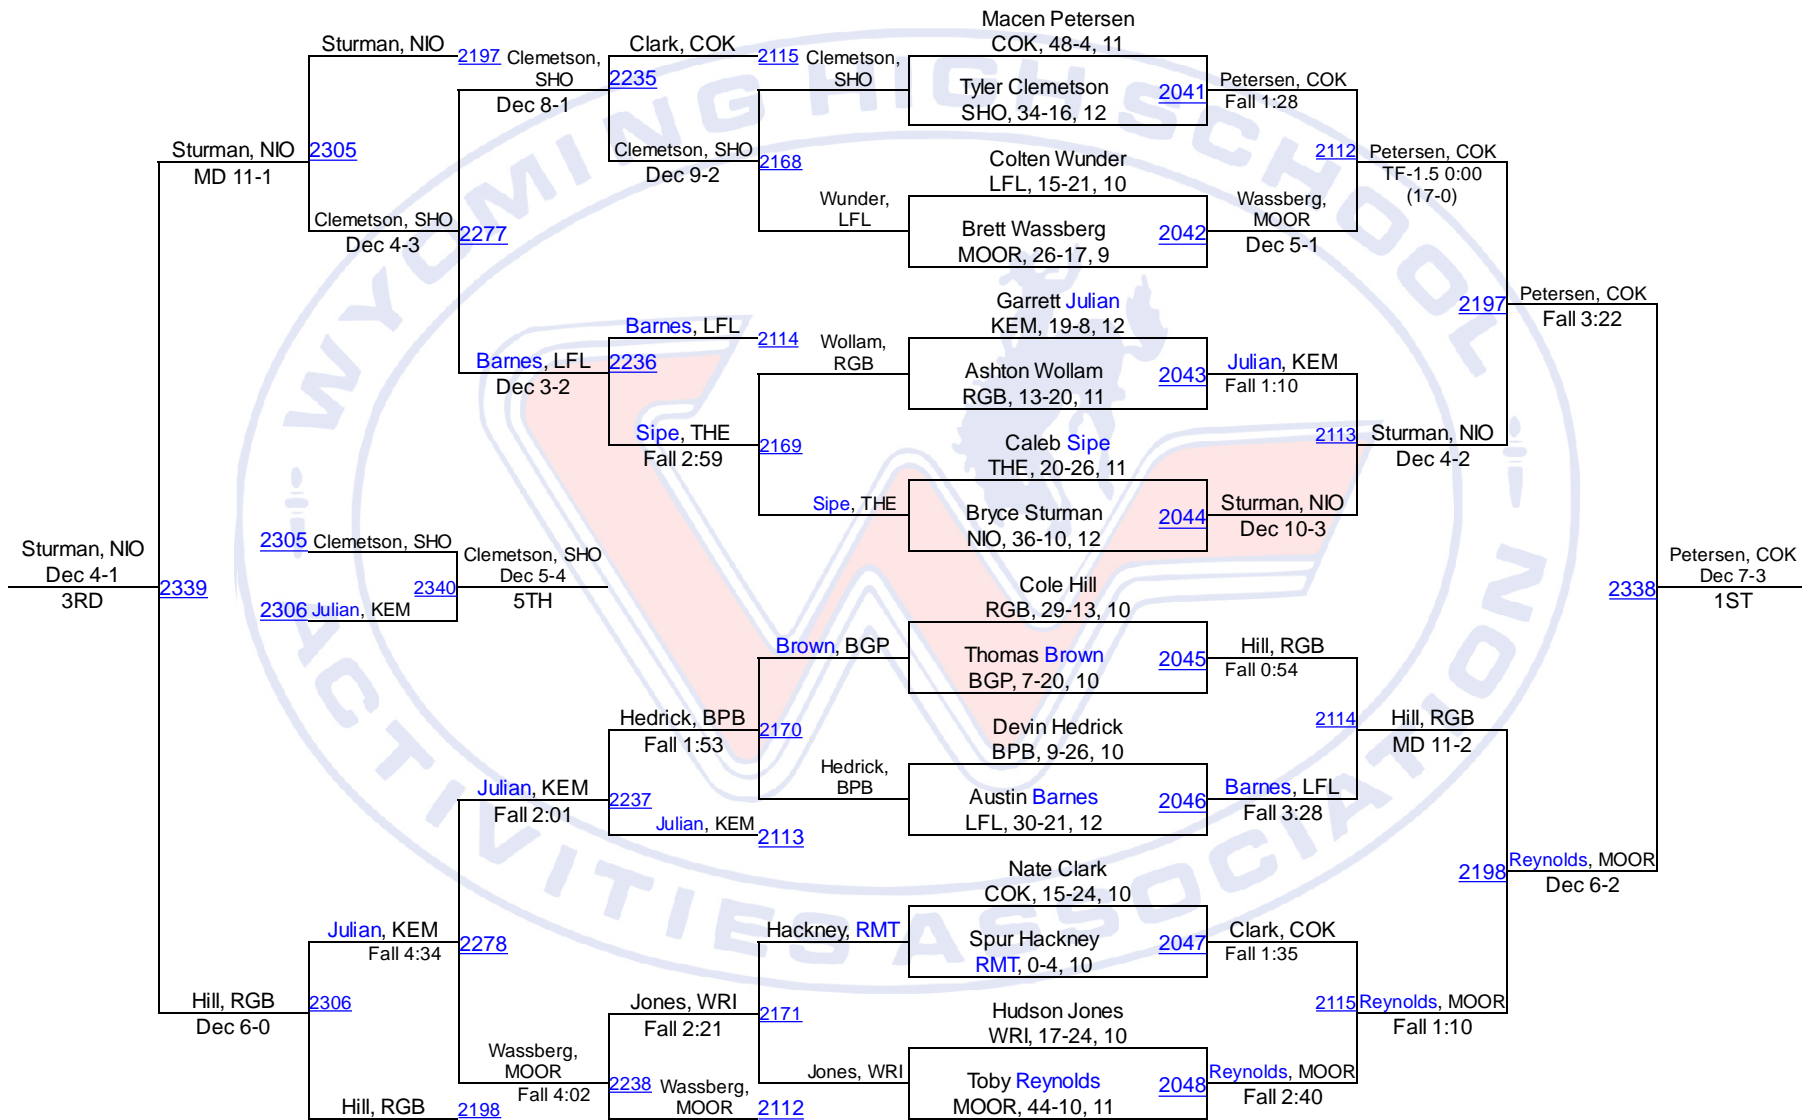 WYOMING HIGH SCHOOL
ACTIVITIES ASSOCIATION
Sturman, NIO
2197
Clemetson,
SHO
Dec 8-1
Clark, COK
2235
2115
Clemetson,
SHO
Macen Petersen
COK, 48-4, 11
Tyler Clemetson
SHO, 34-16, 12
2041
Petersen, COK
Fall 1:28
Sturman, NIO
MD 11-1
2305
Clemetson, SHO
Dec 9-2
2168
Colten Wunder
LFL, 15-21, 10
2112
Petersen, COK
TF-1.5 0:00
(17-0)
Clemetson, SHO
Dec 4-3
2277
Wunder,
LFL
Brett Wassberg
MOOR, 26-17, 9
2042
Wassberg,
MOOR
Dec 5-1
Barnes, LFL
2114
Garrett Julian
KEM, 19-8, 12
2197
Petersen, COK
Fall 3:22
Barnes, LFL
Dec 3-2
2236
Wollam,
RGB
Ashton Wollam
RGB, 13-20, 11
2043
Julian, KEM
Fall 1:10
Sipe, THE
Fall 2:59
2169
Caleb Sipe
THE, 20-26, 11
2113
Sturman, NIO
Dec 4-2
Sipe, THE
Bryce Sturman
NIO, 36-10, 12
2044
Sturman, NIO
Dec 10-3
Sturman, NIO
Dec 4-1
3RD
2339
2305
Clemetson, SHO
2306
Julian, KEM
2340
Clemetson, SHO
Dec 5-4
5TH
Cole Hill
RGB, 29-13, 10
2338
Petersen, COK
Dec 7-3
1ST
Brown, BGP
Thomas Brown
BGP, 7-20, 10
2045
Hill, RGB
Fall 0:54
Hedrick, BPB
Fall 1:53
2170
Devin Hedrick
BPB, 9-26, 10
2114
Hill, RGB
MD 11-2
Julian, KEM
Fall 2:01
2237
Hedrick,
BPB
Austin Barnes
LFL, 30-21, 12
2046
Barnes, LFL
Fall 3:28
Julian, KEM
2113
Nate Clark
COK, 15-24, 10
2198
Reynolds, MOOR
Dec 6-2
Julian, KEM
Fall 4:34
2278
Hackney, RMT
Spur Hackney
RMT, 0-4, 10
2047
Clark, COK
Fall 1:35
Hill, RGB
Dec 6-0
2306
Jones, WRI
Fall 2:21
2171
Hudson Jones
WRI, 17-24, 10
2115
Reynolds, MOOR
Fall 1:10
Wassberg,
MOOR
Fall 4:02
2238
Jones, WRI
Toby Reynolds
MOOR, 44-10, 11
2048
Reynolds, MOOR
Fall 2:40
Hill, RGB
2198
Wassberg,
MOOR
2112